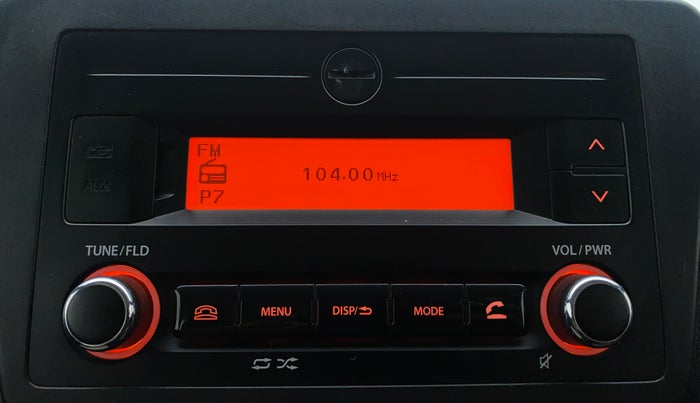 FM
104.00 MHz
P7
AUX
TUNE/FLD
VOL/PWR
MENU
DISP/
MODE